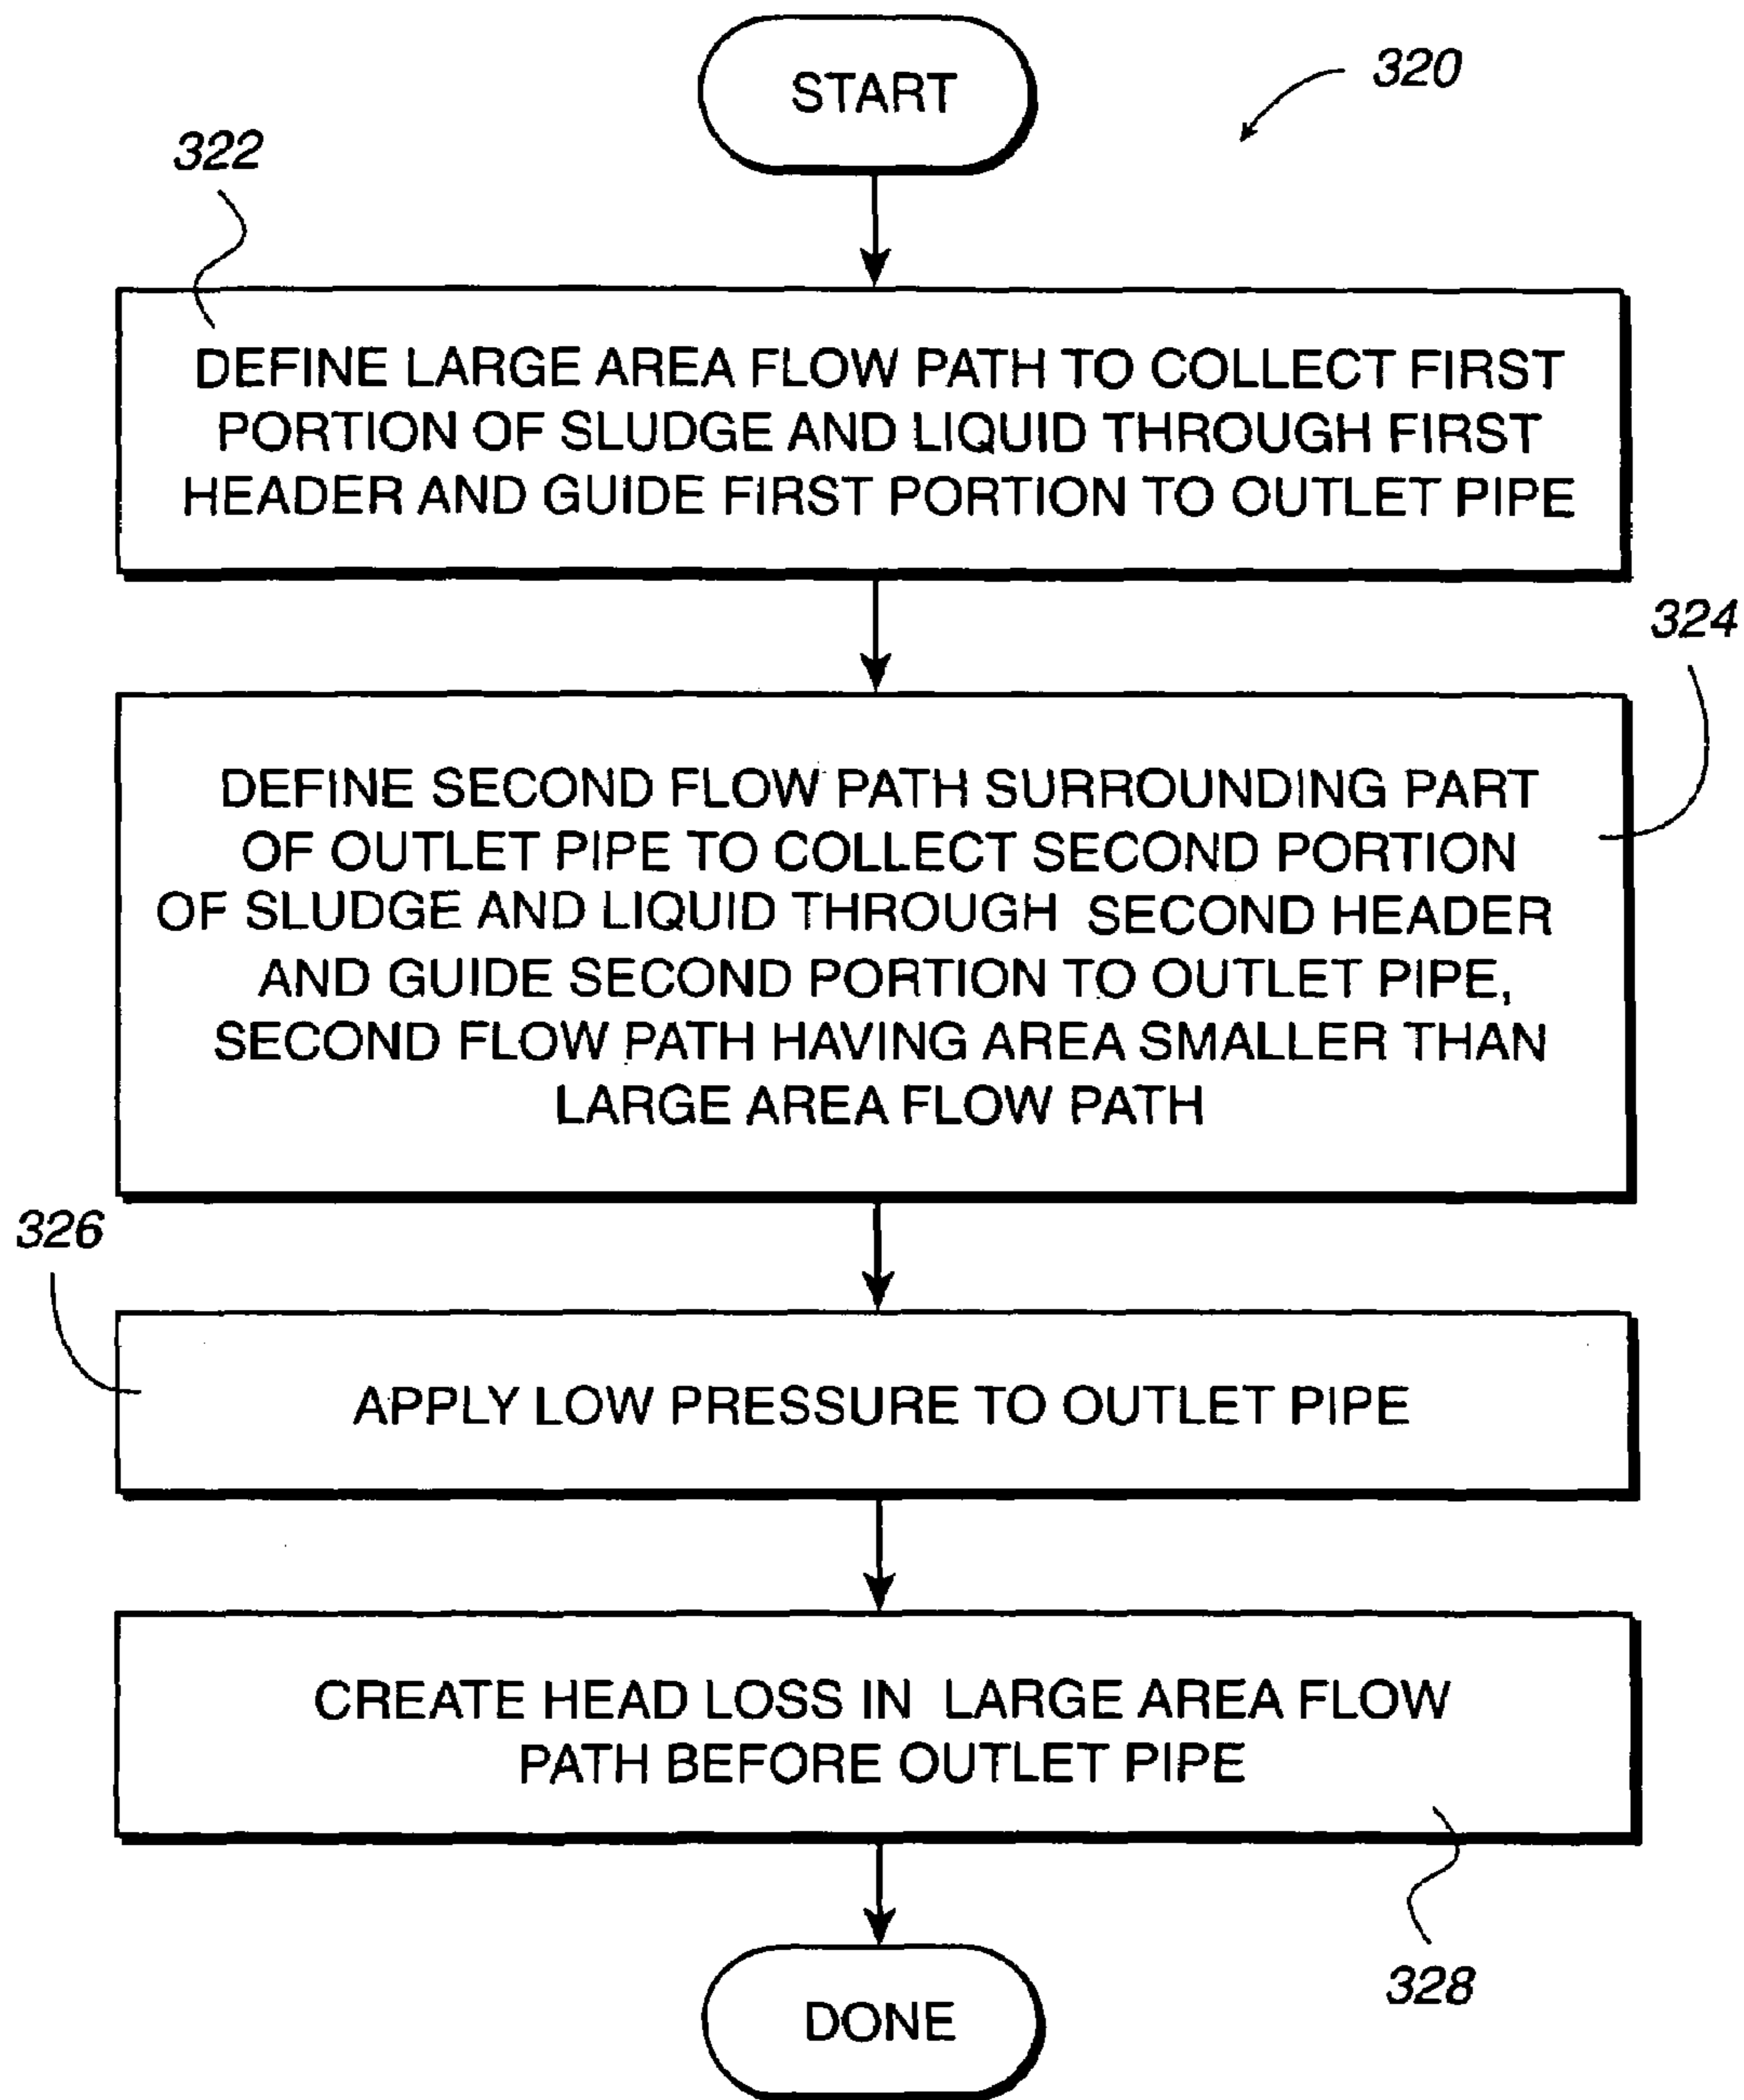 START
320
322
DEFINE LARGE AREA FLOW PATH TO COLLECT FIRST
PORTION OF SLUDGE AND LIQUID THROUGH FIRST
HEADER AND GUIDE FIRST PORTION TO OUTLET PIPE
324
DEFINE SECOND FLOW PATH SURROUNDING PART
OF OUTLET PIPE TO COLLECT SECOND PORTION
OF SLUDGE AND LIQUID THROUGH SECOND HEADER
AND GUIDE SECOND PORTION TO OUTLET PIPE,
SECOND FLOW PATH HAVING AREA SMALLER THAN
LARGE AREA FLOW PATH
326
APPLY LOW PRESSURE TO OUTLET PIPE
CREATE HEAD LOSS IN LARGE AREA FLOW
PATH BEFORE OUTLET PIPE
328
DONE